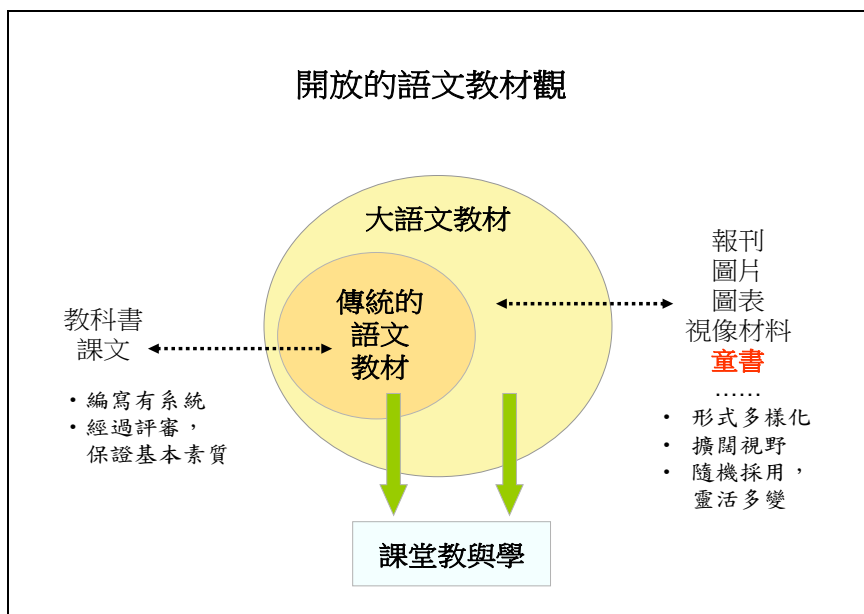 開放的語文教材觀
大語文教材
傳統的
語文
教材
教科書
課文
・編寫有系統
・經過評審，
保證基本素質
報刊
圖片
圖表
視像材料
童書
……
• 形式多樣化
• 擴闊視野
• 隨機採用，
靈活多變
課堂教與學